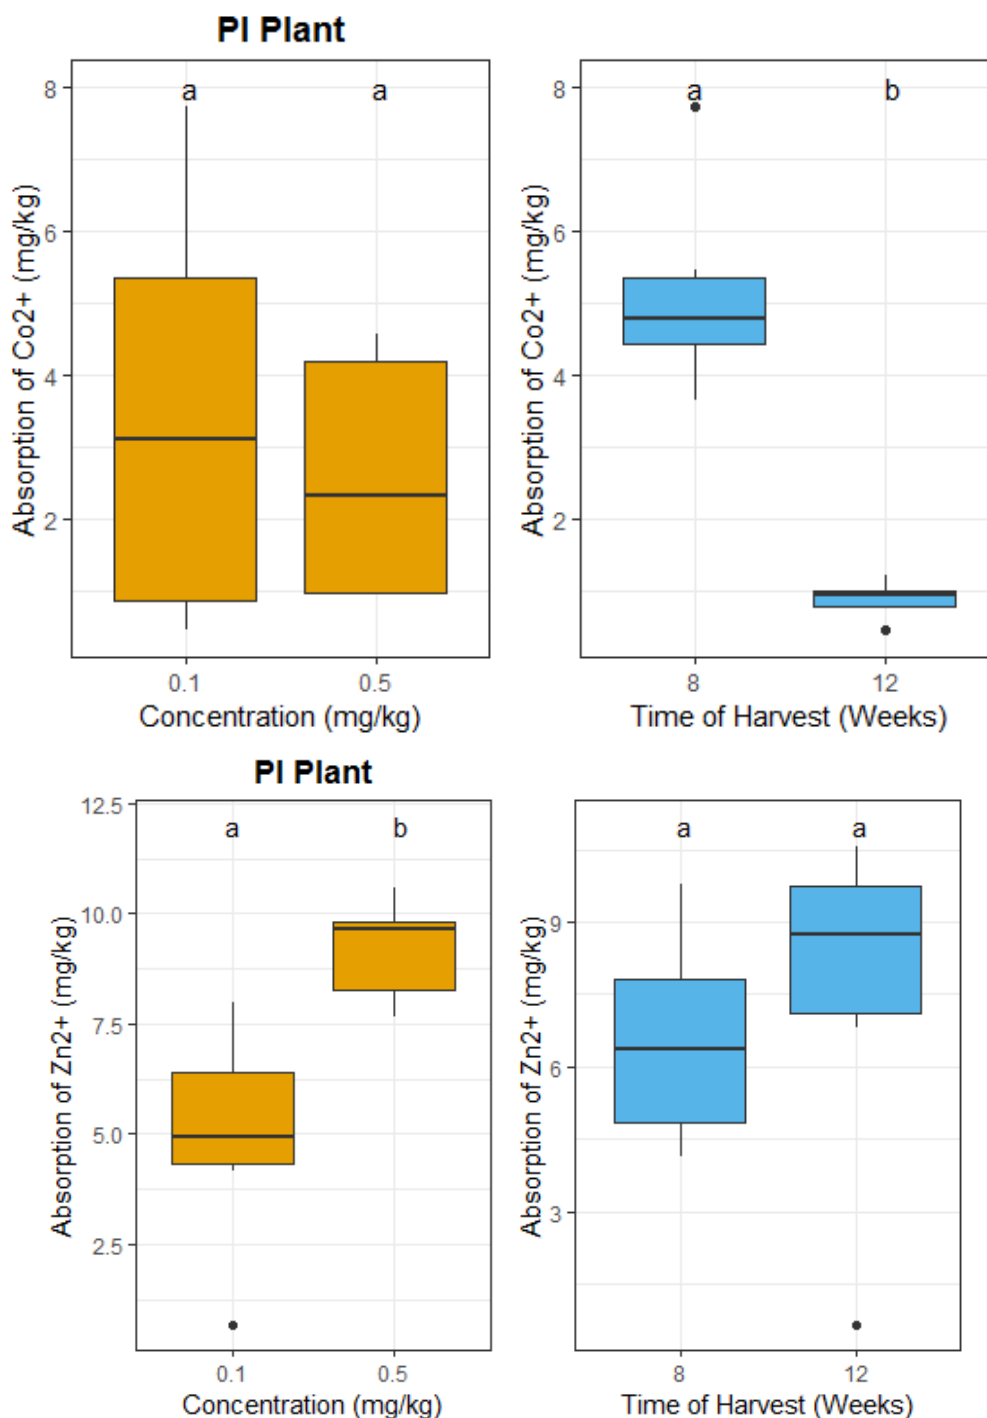 PI Plant
Absorption of Co2+ (mg/kg)
8
6
4
2
a
a
0.1
0.5
Concentration (mg/kg)
Absorption of Co2+ (mg/kg)
8
6
4
2
a
b
8
12
Time of Harvest (Weeks)
PI Plant
Absorption of Zn2+ (mg/kg)
12.5
10.0
7.5
5.0
2.5
a
b
0.1
0.5
Concentration (mg/kg)
Absorption of Zn2+ (mg/kg)
9
6
3
a
a
8
12
Time of Harvest (Weeks)